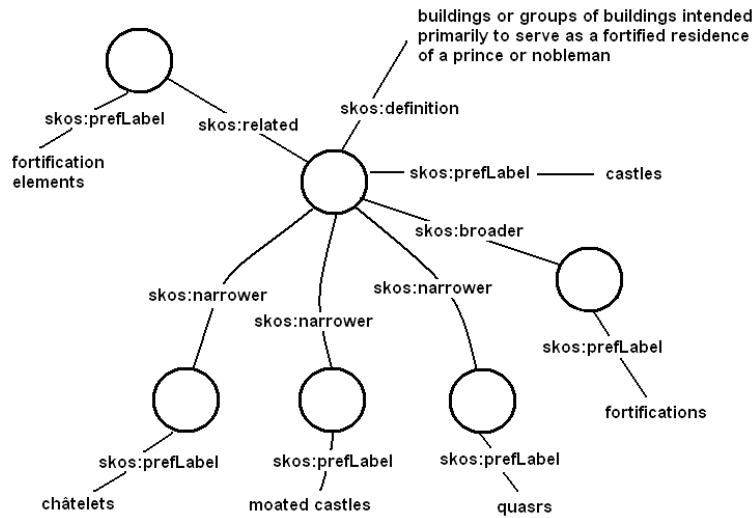 buildings or groups of buildings intended
primarily to serve as a fortified residence
of a prince or nobleman
skos:prefLabel
skos:related
skos:definition
fortification
elements
skos:prefLabel
castles
skos:broader
skos:narrower
skos:narrower
skos:narrower
skos:prefLabel
fortifications
skos:prefLabel
skos:prefLabel
skos:prefLabel
châtelets
moated castles
quasrs